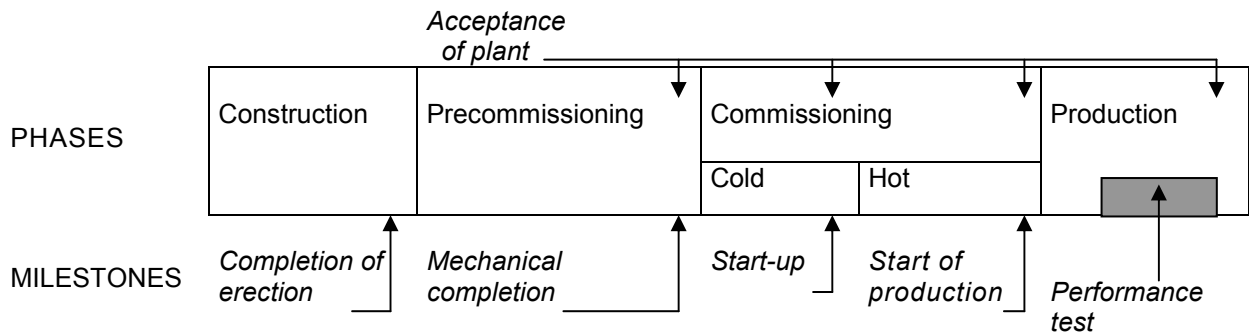 Acceptance
of plant
Construction
Precommissioning
Commissioning
Production
PHASES
Cold
Hot
Completion of
erection
Mechanical
completion
Start-up
Start of
production
MILESTONES
Performance
test